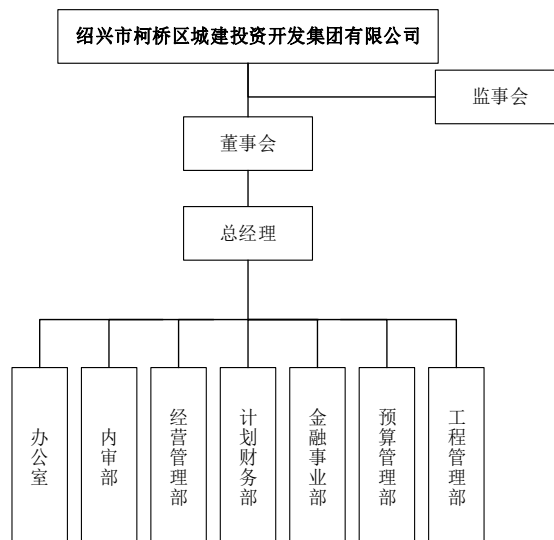 绍兴市柯桥区城建投资开发集团有限公司
监事会
董事会
总经理
办公室
内审部
经营管理部
计划财务部
金融事业部
预算管理部
工程管理部